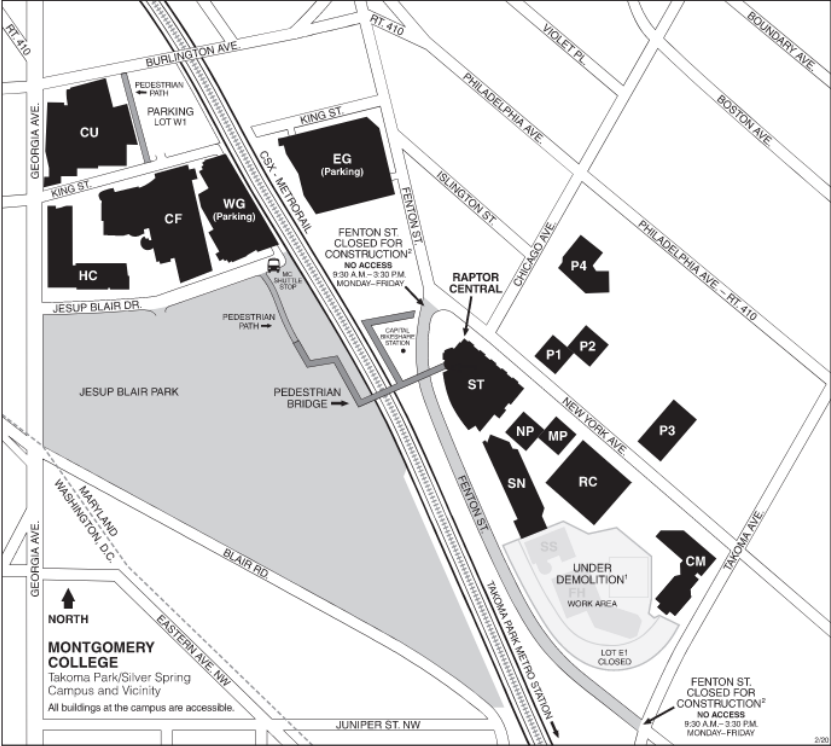 RT. 410
BURLINGTON AVE.
RT. 410
VIOLET PL.
BOUNDARY AVE.
PHILADELPHIA AVE.
BOSTON AVE.
GEORGIA AVE.
CU
PEDESTRIAN
PATH
PARKING
LOT W1
KING ST.
KING ST.
CSX - METRORAIL
EG
(Parking)
ISLINGTON ST.
FENTON ST.
CHICAGO AVE.
PHILADELPHIA AVE – RT. 410
HC
CF
WG
(Parking)
MC
SHUTTLE
STOP
FENTON ST.
CLOSED FOR
CONSTRUCTION²
NO ACCESS
9:30 A.M.– 3:30 P.M.
MONDAY–FRIDAY
RAPTOR
CENTRAL
P4
JESUP BLAIR DR.
PEDESTRIAN
PATH
CAPITAL
BIKESHARE
STATION
P1
P2
JESUP BLAIR PARK
PEDESTRIAN
BRIDGE
ST
NEW YORK AVE.
P3
NP
MP
SN
RC
FENTON ST.
TAKOMA AVE.
MARYLAND
WASHINGTON, D.C.
GEORGIA AVE.
BLAIR RD.
SS
UNDER
DEMOLITION¹
FH
WORK AREA
CM
LOT E1
CLOSED
TAKOMA PARK METRO STATION
NORTH
EASTERN AVE. NW
MONTGOMERY
COLLEGE
Takoma Park/Silver Spring
Campus and Vicinity
All buildings at the campus are accessible.
JUNIPER ST. NW
FENTON ST.
CLOSED FOR
CONSTRUCTION²
NO ACCESS
9:30 A.M.– 3:30 P.M.
MONDAY–FRIDAY
2/20